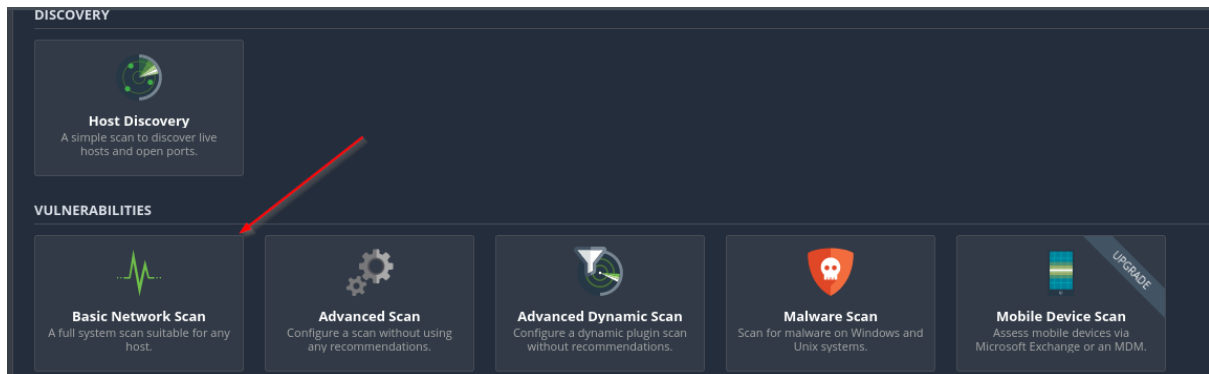 DISCOVERY
Host Discovery
A simple scan to discover live
hosts and open ports.
VULNERABILITIES
Basic Network Scan
A full system scan suitable for any
host.
Advanced Scan
Configure a scan without using
any recommendations.
Advanced Dynamic Scan
Configure a dynamic plugin scan
without recommendations.
Malware Scan
Scan for malware on Windows and
Unix systems.
UPGRADE
Mobile Device Scan
Assess mobile devices via
Microsoft Exchange or an MDM.